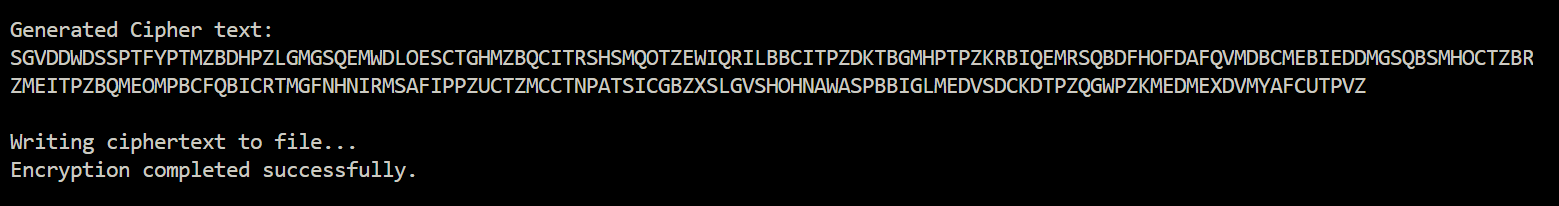 Generated Cipher text:
SGVDDWDSSPTFYPTMZBDHPZLGMGSQEMWDLOESCTGHMZBQCITRSHSMQOTZEWIQRILBBCITPZDKTBGMHPTPZKRBIQEMRSQBDFHOFDAFQVMDBCMEBIEDDMGSQBSMHOCTZBR
ZMEITPZBQMEOMPBCFQBICRTMGFNHNIRMSAFIPPZUCTZMCCTNPATSICGBZXSLGVSHOHNAWASPBBIGLMEDVSDCKDTPZQGWPZKMEDMEXDVMYAFCUTPVZ
Writing ciphertext to file...
Encryption completed successfully.